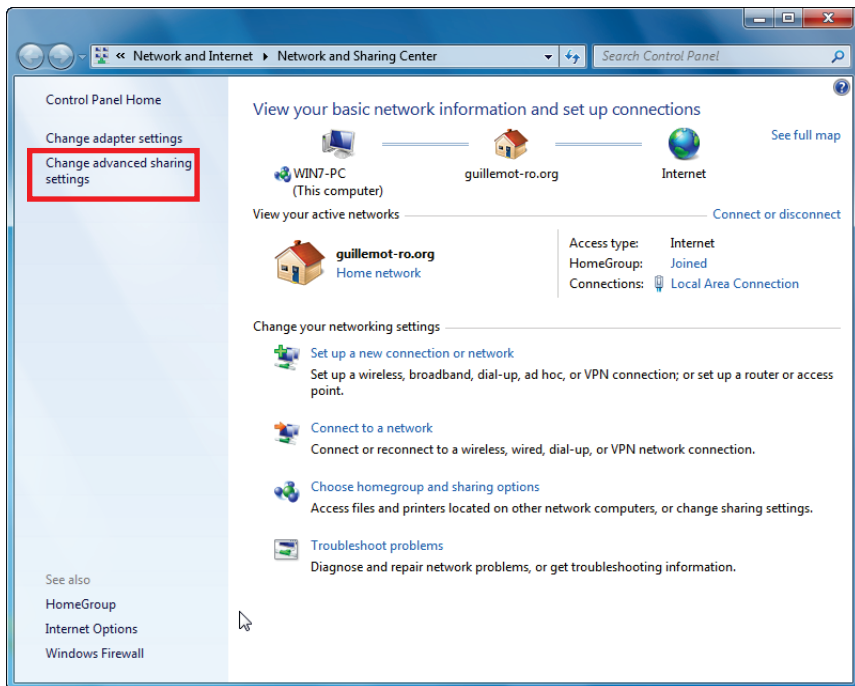 « Network and Internet Network and Sharing Center
Search Control Panel
Control Panel Home
Change adapter settings
Change advanced sharing
settings
View your basic network information and set up connections
See full map
WIN7-PC
(This computer)
guillemot-ro.org
Internet
View your active networks
Connect or disconnect
guillemot-ro.org
Home network
Access type: Internet
HomeGroup: Joined
Connections: Local Area Connection
Change your networking settings
Set up a new connection or network
Set up a wireless, broadband, dial-up, ad hoc, or VPN connection; or set up a router or access
point.
Connect to a network
Connect or reconnect to a wireless, wired, dial-up, or VPN network connection.
Choose homegroup and sharing options
Access files and printers located on other network computers, or change sharing settings.
Troubleshoot problems
Diagnose and repair network problems, or get troubleshooting information.
See also
HomeGroup
Internet Options
Windows Firewall